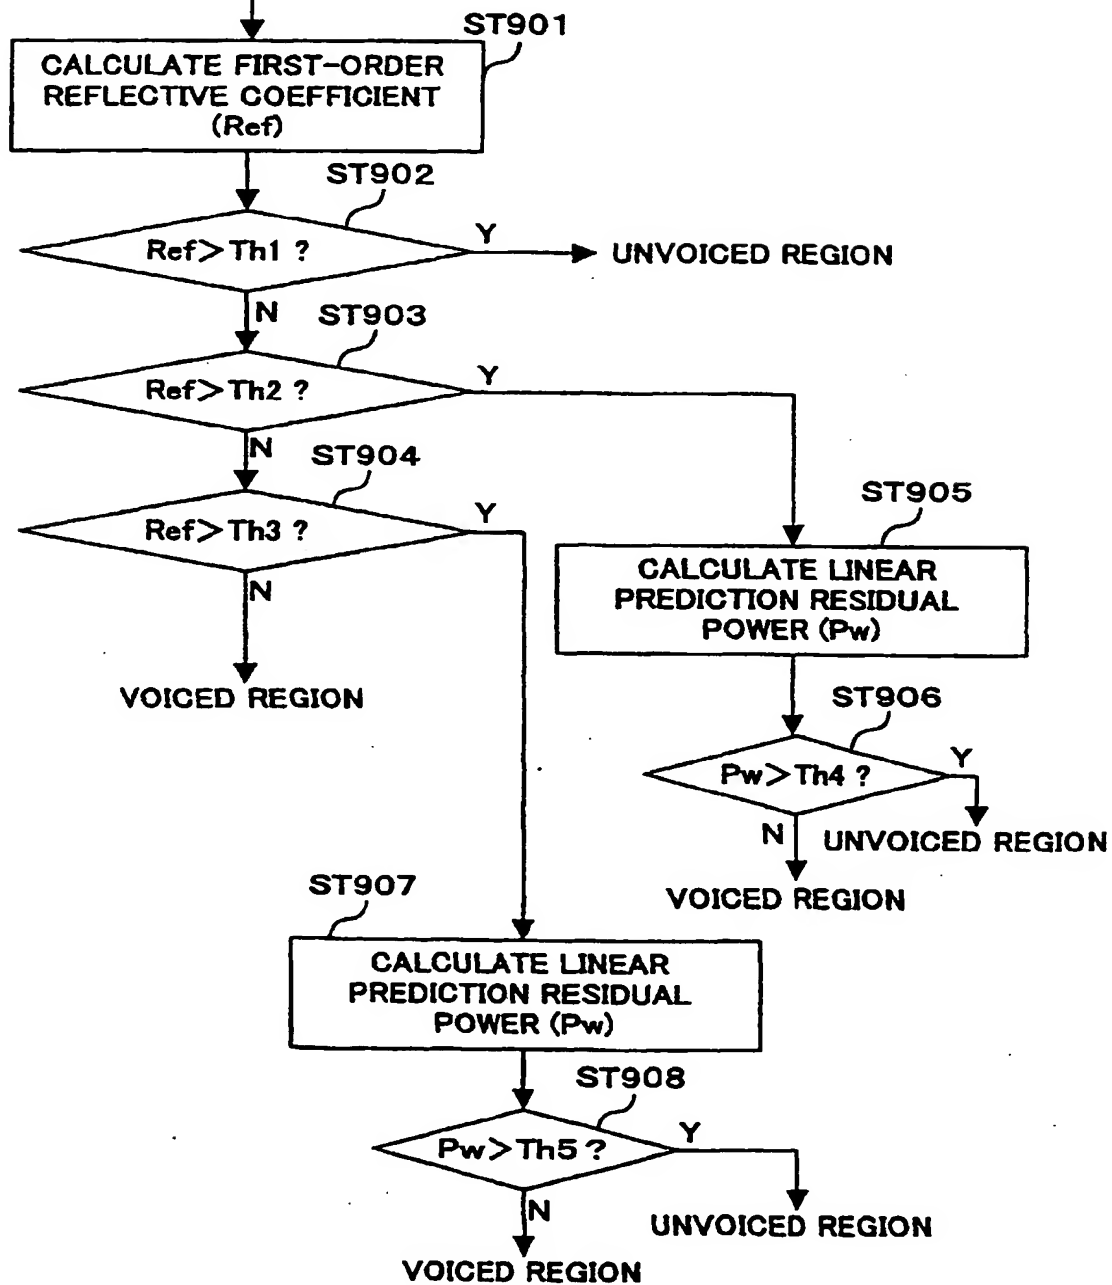 ST901
CALCULATE FIRST-ORDER
REFLECTIVE COEFFICIENT
(Ref)
ST902
Ref>Th1 ?
Y
UNVOICED REGION
N
ST903
Ref>Th2 ?
Y
N
ST904
Ref>Th3 ?
Y
N
VOICED REGION
ST905
CALCULATE LINEAR
PREDICTION RESIDUAL
POWER (Pw)
ST906
Pw>Th4 ?
Y
UNVOICED REGION
N
VOICED REGION
ST907
CALCULATE LINEAR
PREDICTION RESIDUAL
POWER (Pw)
ST908
Pw>Th5 ?
Y
UNVOICED REGION
N
VOICED REGION